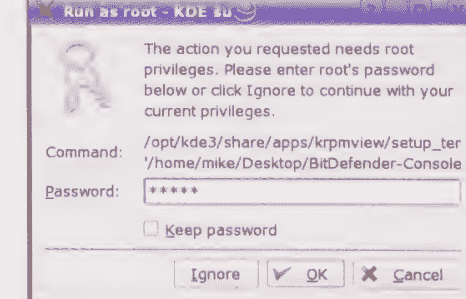 Run as root - KDE su
The action you requested needs root
privileges. Please enter root's password
below or click Ignore to continue with your
current privileges.
Command: /opt/kde3/share/apps/krpmview/setup_ter
'/home/mike/Desktop/BitDefender-Console
Password: *****
Keep password
Ignore OK Cancel